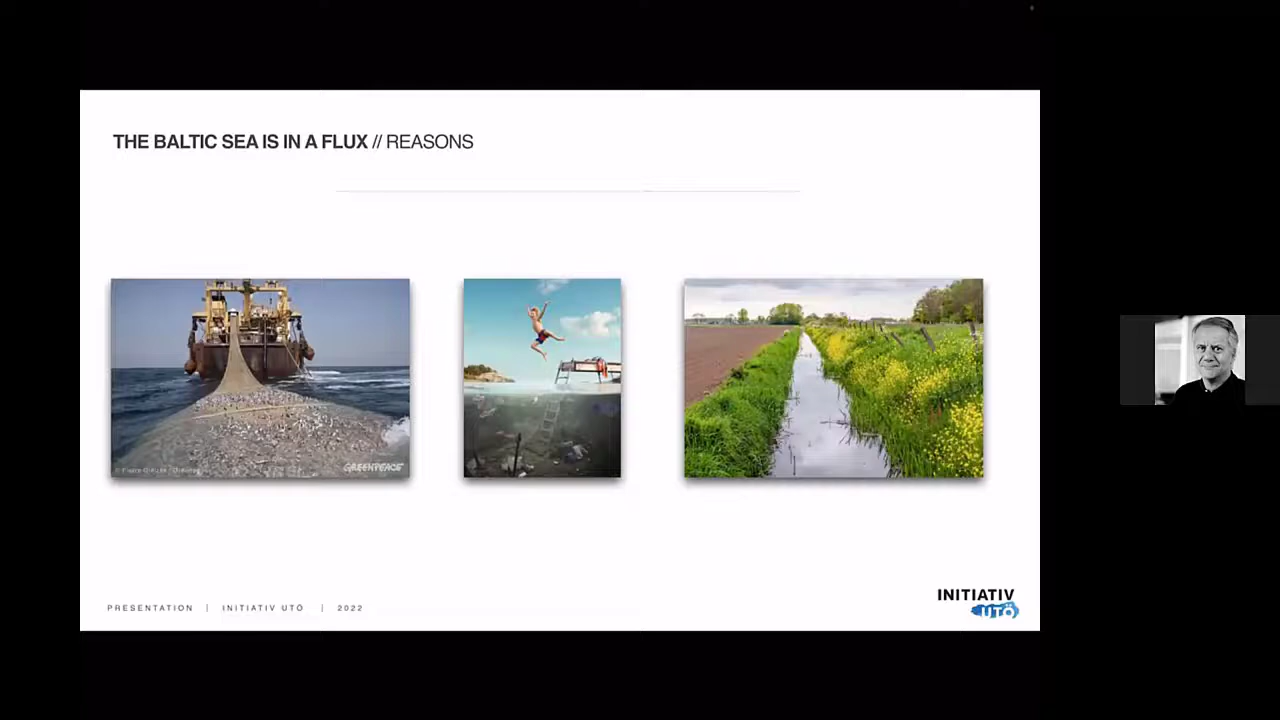 THE BALTIC SEA IS IN A FLUX // REASONS
GREENPEACE
PRESENTATION | INITIATIV UTÖ | 2022
INITIATIV
UTÖ